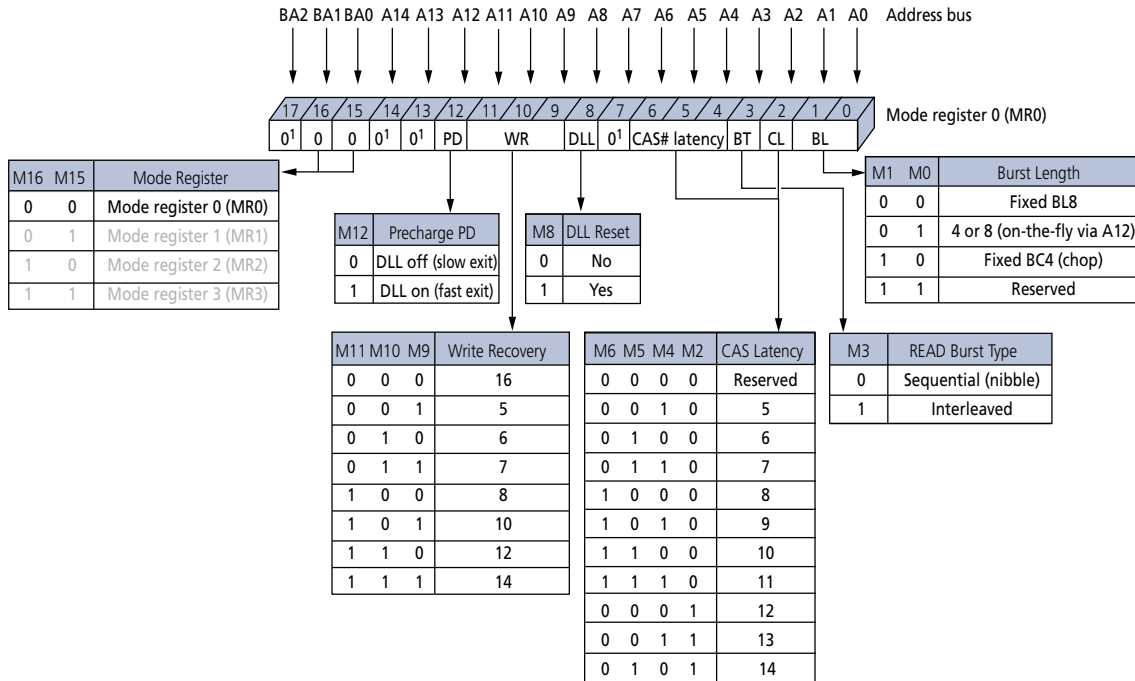 BA2 BA1 BA0 A14 A13 A12 A11 A10 A9 A8 A7 A6 A5 A4 A3 A2 A1 A0 Address bus
17 16 15 14 13 12 11 10 9 8 7 6 5 4 3 2 1 0
Mode register 0 (MR0)
0¹ 0 0 0¹ 0¹ PD WR DLL 0¹ CAS# latency BT CL BL
M16 M15 Mode Register
0 0 Mode register 0 (MR0)
0 1 Mode register 1 (MR1)
1 0 Mode register 2 (MR2)
1 1 Mode register 3 (MR3)
M12 Precharge PD
0 DLL off (slow exit)
1 DLL on (fast exit)
M8 DLL Reset
0 No
1 Yes
M1 M0 Burst Length
0 0 Fixed BL8
0 1 4 or 8 (on-the-fly via A12)
1 0 Fixed BC4 (chop)
1 1 Reserved
M11 M10 M9 Write Recovery
0 0 0 16
0 0 1 5
0 1 0 6
0 1 1 7
1 0 0 8
1 0 1 10
1 1 0 12
1 1 1 14
M6 M5 M4 M2 CAS Latency
0 0 0 0 Reserved
0 0 1 0 5
0 1 0 0 6
0 1 1 0 7
1 0 0 0 8
1 0 1 0 9
1 1 0 0 10
1 1 1 0 11
0 0 0 1 12
0 0 1 1 13
0 1 0 1 14
M3 READ Burst Type
0 Sequential (nibble)
1 Interleaved